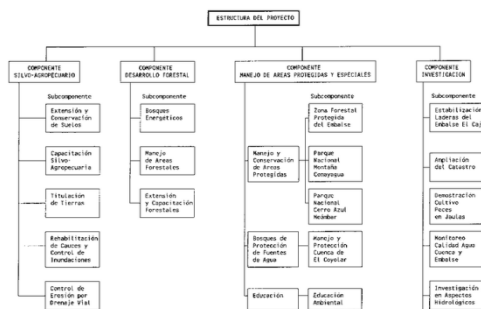 ESTRUCTURA DEL PROYECTO
COMPONENTE
SILVO-AGROPECUARIO
COMPONENTE
DESARROLLO FORESTAL
COMPONENTE
MANEJO DE AREAS PROTEGIDAS Y ESPECIALES
COMPONENTE
INVESTIGACION
Subcomponente
Extensión y
Conservación
de Suelos
Capacitación
Silvo-
Agropecuaria
Titulación
de Tierras
Rehabilitación
de Cauces y
Control de
Inundaciones
Control de
Erosión por
Drenaje Vial
Subcomponente
Bosques
Energéticos
Manejo
de Areas
Forestales
Extensión
y Capacitación
Forestales
Subcomponente
Zona Forestal
Protegida
del Embalse
Manejo y
Conservación
de Areas
Protegidas
Parque
Nacional
Montaña
Comayagua
Parque
Nacional
Cerro Azul
Meámber
Bosques de
Protección
de Fuentes
de Agua
Manejo y
Protección
Cuenca de
El Coyolar
Educación
Educación
Ambiental
Subcomponente
Estabilización
Laderas del
Embalse El Caj
Ampliación
del Catastro
Demostración
Cultivo
Peces
en Jaulas
Monitoreo
Calidad Agua
Cuenca y
Embalse
Investigación
en Aspectos
Hidrológicos